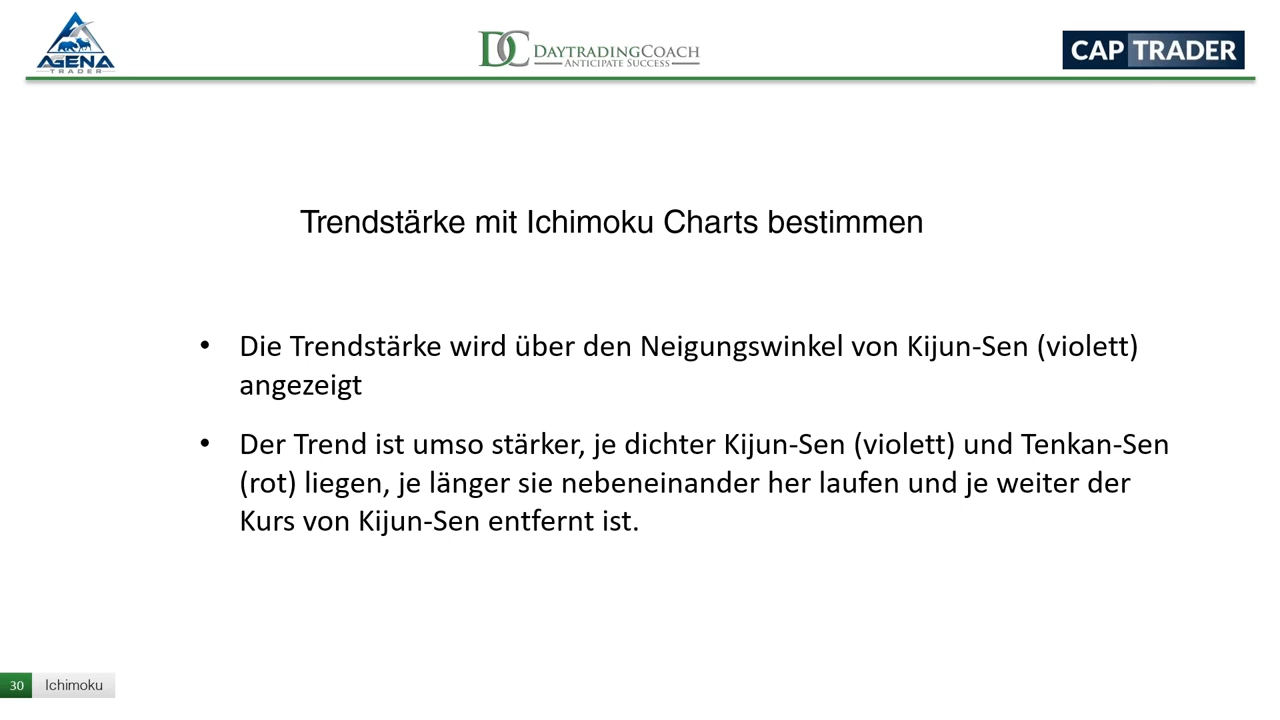 AGENA
TRADER
DC DAYTRADINGCOACH
ANTICIPATE SUCCESS
CAP TRADER
Trendstärke mit Ichimoku Charts bestimmen
• Die Trendstärke wird über den Neigungswinkel von Kijun-Sen (violett)
angezeigt
• Der Trend ist umso stärker, je dichter Kijun-Sen (violett) und Tenkan-Sen
(rot) liegen, je länger sie nebeneinander her laufen und je weiter der
Kurs von Kijun-Sen entfernt ist.
30 Ichimoku